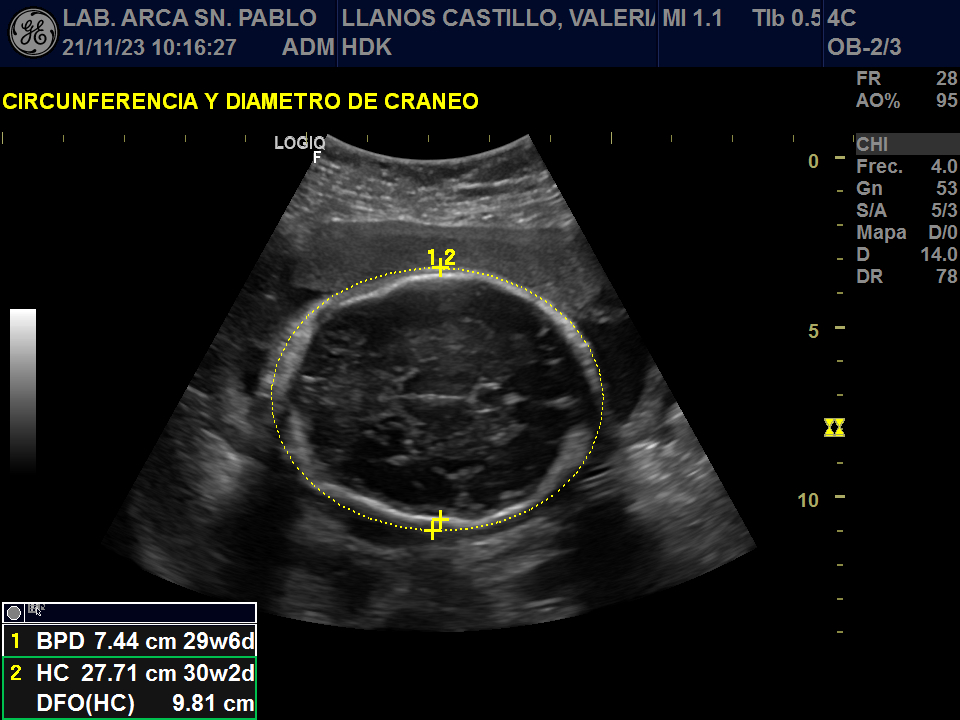 LAB. ARCA SN. PABLO
LLANOS CASTILLO, VALERIA
MI 1.1
TIb 0.5
4C
21/11/23 10:16:27
ADM
HDK
OB-2/3
FR 28
AO% 95
CIRCUNFERENCIA Y DIAMETRO DE CRANEO
LOGIQ
F
CHI
Frec. 4.0
Gn 53
S/A 5/3
Mapa D/0
D 14.0
DR 78
0
5
10
1 2
1 BPD 7.44 cm 29w6d
2 HC 27.71 cm 30w2d
DFO(HC) 9.81 cm